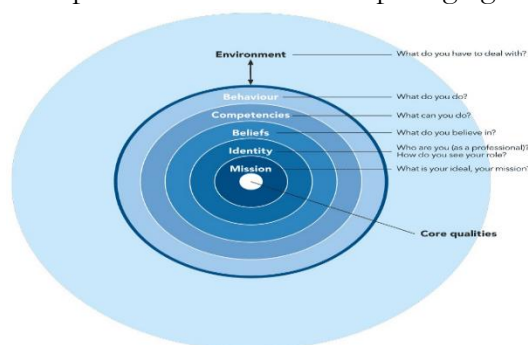 Environment
What do you have to deal with?
Behaviour
What do you do?
Competencies
What can you do?
Beliefs
What do you believe in?
Identity
Who are you (as a professional)?
How do you see your role?
Mission
What is your ideal, your mission?
Core qualities